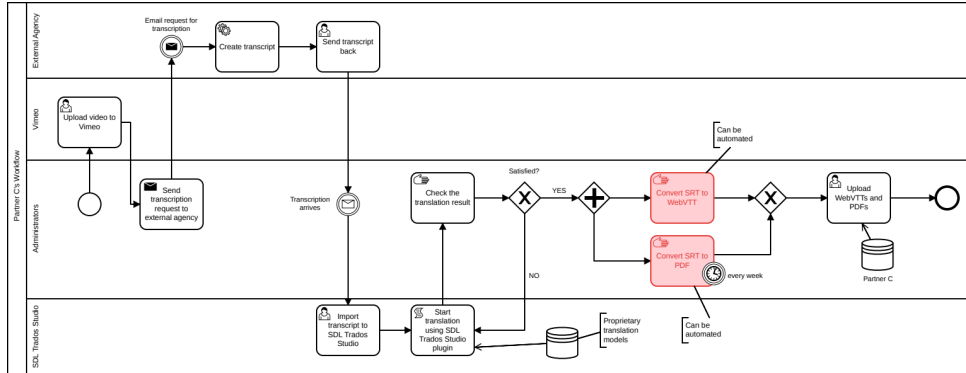 Partner C's Workflow
External Agency
Email request for
transcription
Create transcript
Send transcript
back
Vimeo
Upload video to
Vimeo
Can be
automated
Administrators
Send
transcription
request to
external agency
Transcription
arrives
Check the
translation result
Satisfied?
YES
NO
Convert SRT to
WebVTT
Convert SRT to
PDF
every week
Upload
WebVTTs and
PDFs
Partner C
SDL Trados Studio
Import
transcript to
SDL Trados
Studio
Start
translation
using SDL
Trados Studio
plugin
Proprietary
translation
models
Can be
automated